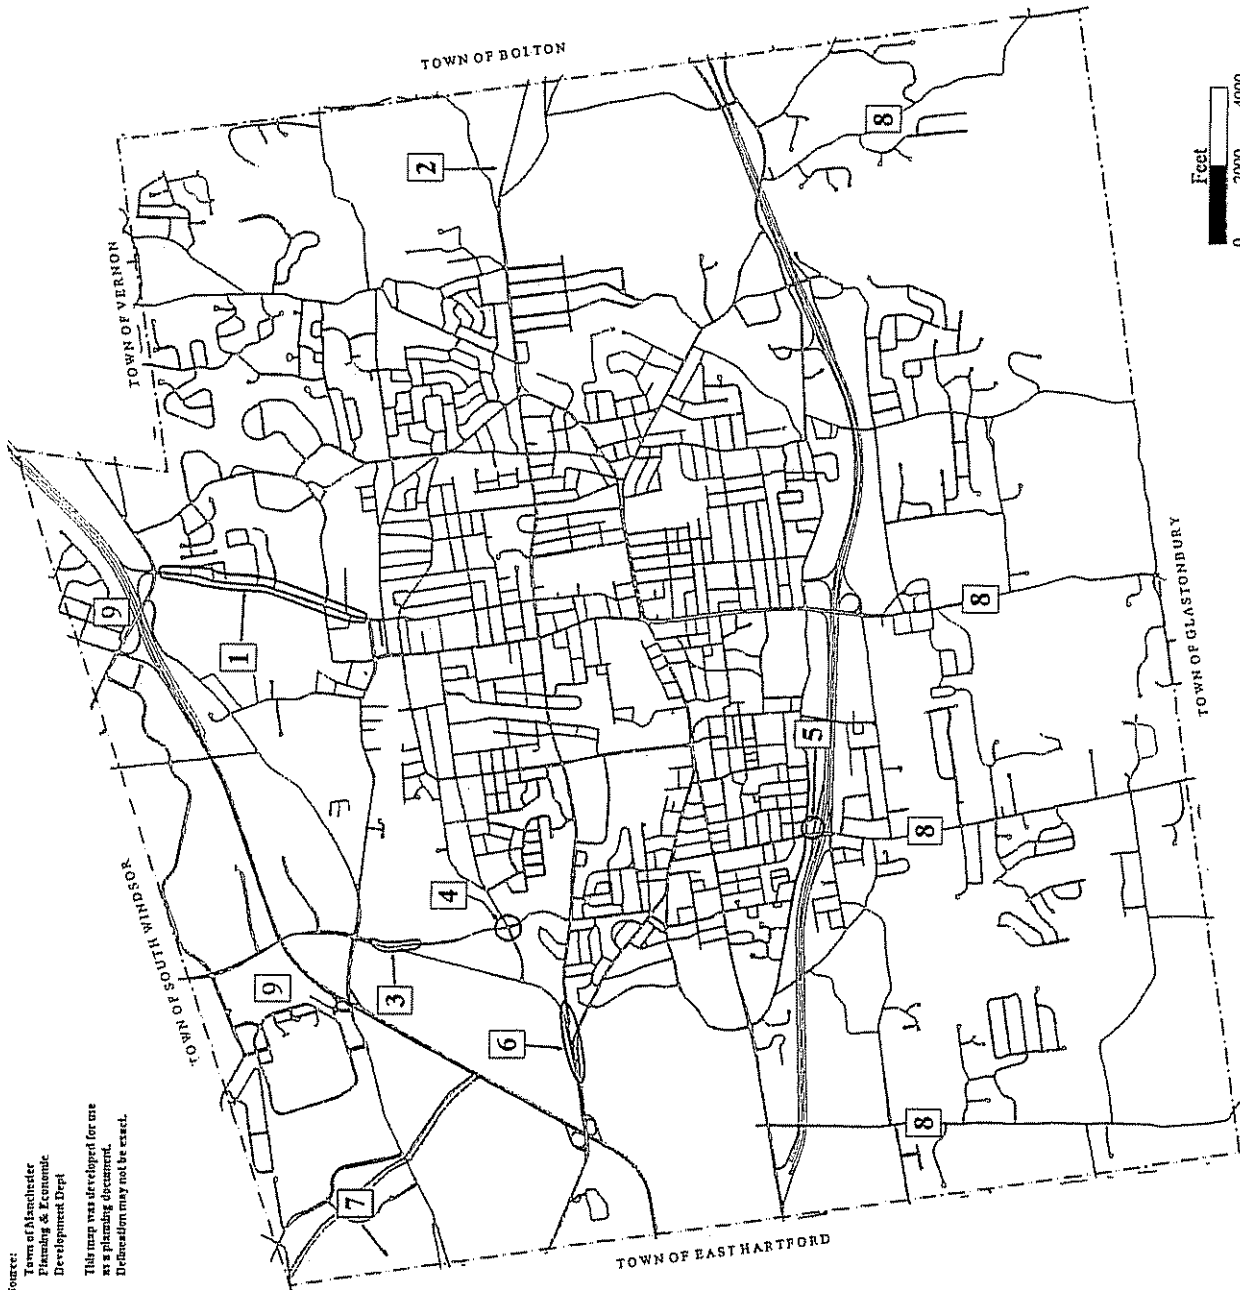 TOWN OF BOLTON
TOWN OF VERNON
2
8
Feet
0 2000 4000
9
1
TOWN OF SOUTH WINDSOR
8
TOWN OF GLASTONBURY
5
8
4
9
3
6
7
8
TOWN OF EAST HARTFORD
Town of Manchester
Planning & Economic
Development Dept
This map was developed for use
as a planning document.
Delineation may not be exact.